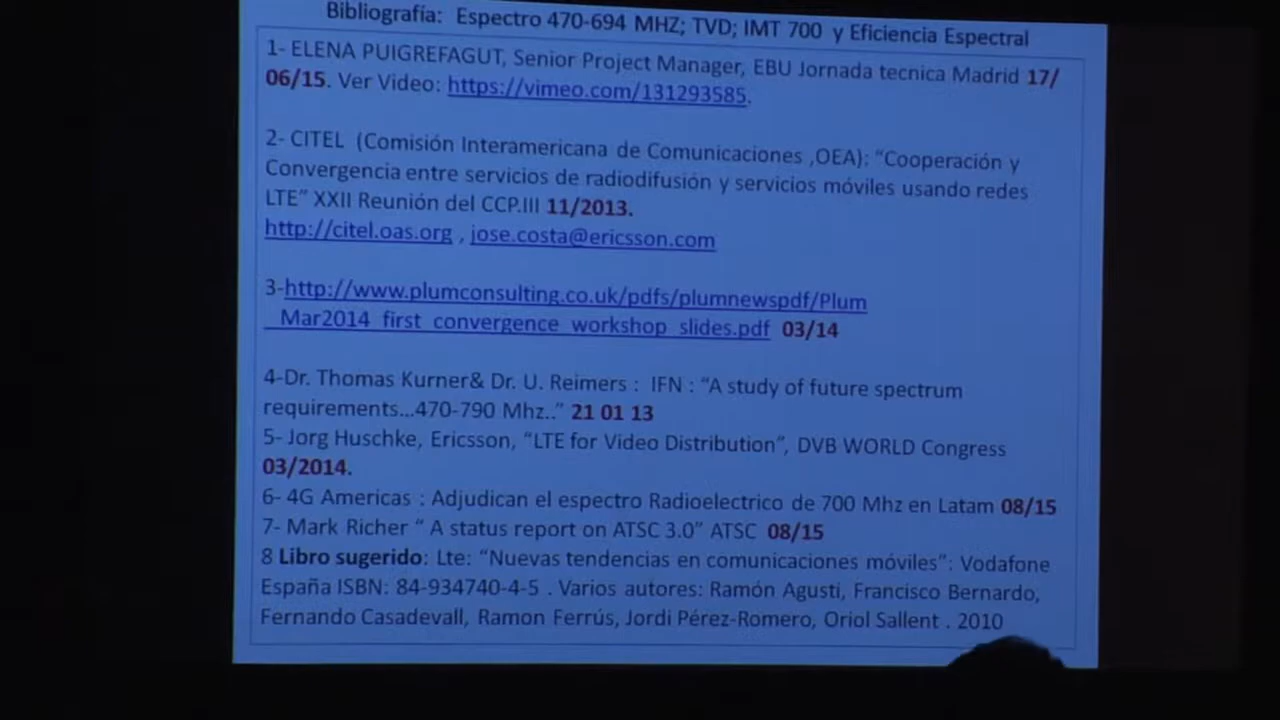 Bibliografía: Espectro 470-694 MHZ; TVD; IMT 700 y Eficiencia Espectral
1- ELENA PUIGREFAGUT, Senior Project Manager, EBU Jornada tecnica Madrid 17/
06/15. Ver Video: https://vimeo.com/131293585.
2- CITEL (Comisión Interamericana de Comunicaciones ,OEA): “Cooperación y
Convergencia entre servicios de radiodifusión y servicios móviles usando redes
LTE” XXII Reunión del CCP.III 11/2013.
http://citel.oas.org , jose.costa@ericsson.com
3-http://www.plumconsulting.co.uk/pdfs/plumnewspdf/Plum
_Mar2014_first_convergence_workshop_slides.pdf 03/14
4-Dr. Thomas Kurner& Dr. U. Reimers : IFN : “A study of future spectrum
requirements...470-790 Mhz..” 21 01 13
5- Jorg Huschke, Ericsson, “LTE for Video Distribution”, DVB WORLD Congress
03/2014.
6- 4G Americas : Adjudican el espectro Radioelectrico de 700 Mhz en Latam 08/15
7- Mark Richer “ A status report on ATSC 3.0” ATSC 08/15
8 Libro sugerido: Lte: “Nuevas tendencias en comunicaciones móviles”: Vodafone
España ISBN: 84-934740-4-5 . Varios autores: Ramón Agusti, Francisco Bernardo,
Fernando Casadevall, Ramon Ferrús, Jordi Pérez-Romero, Oriol Sallent . 2010